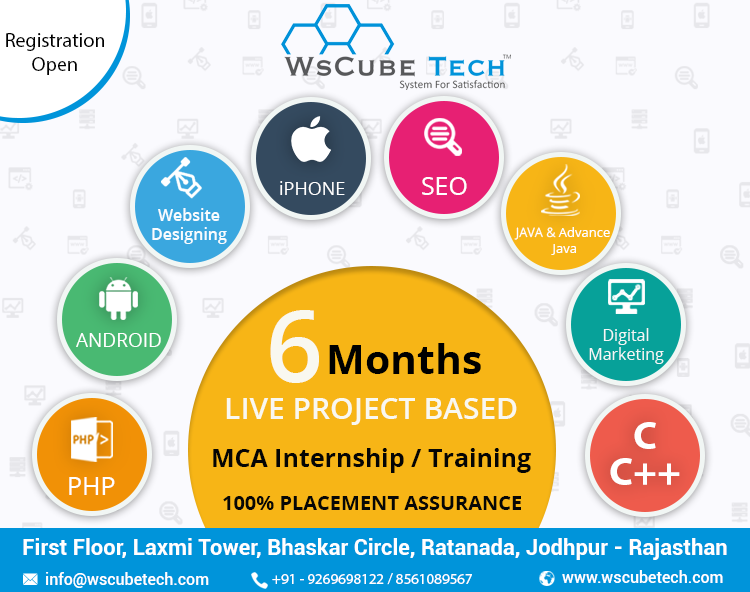 Registration
Open
WsCube Tech™
System For Satisfaction
iPHONE
SEO
Website
Designing
JAVA & Advance
Java
ANDROID
Digital
Marketing
PHP
PHP
C
C++
6 Months
LIVE PROJECT BASED
MCA Internship / Training
100% PLACEMENT ASSURANCE
First Floor, Laxmi Tower, Bhaskar Circle, Ratanada, Jodhpur - Rajasthan
info@wscubetech.com +91 - 9269698122 / 8561089567 www.wscubetech.com